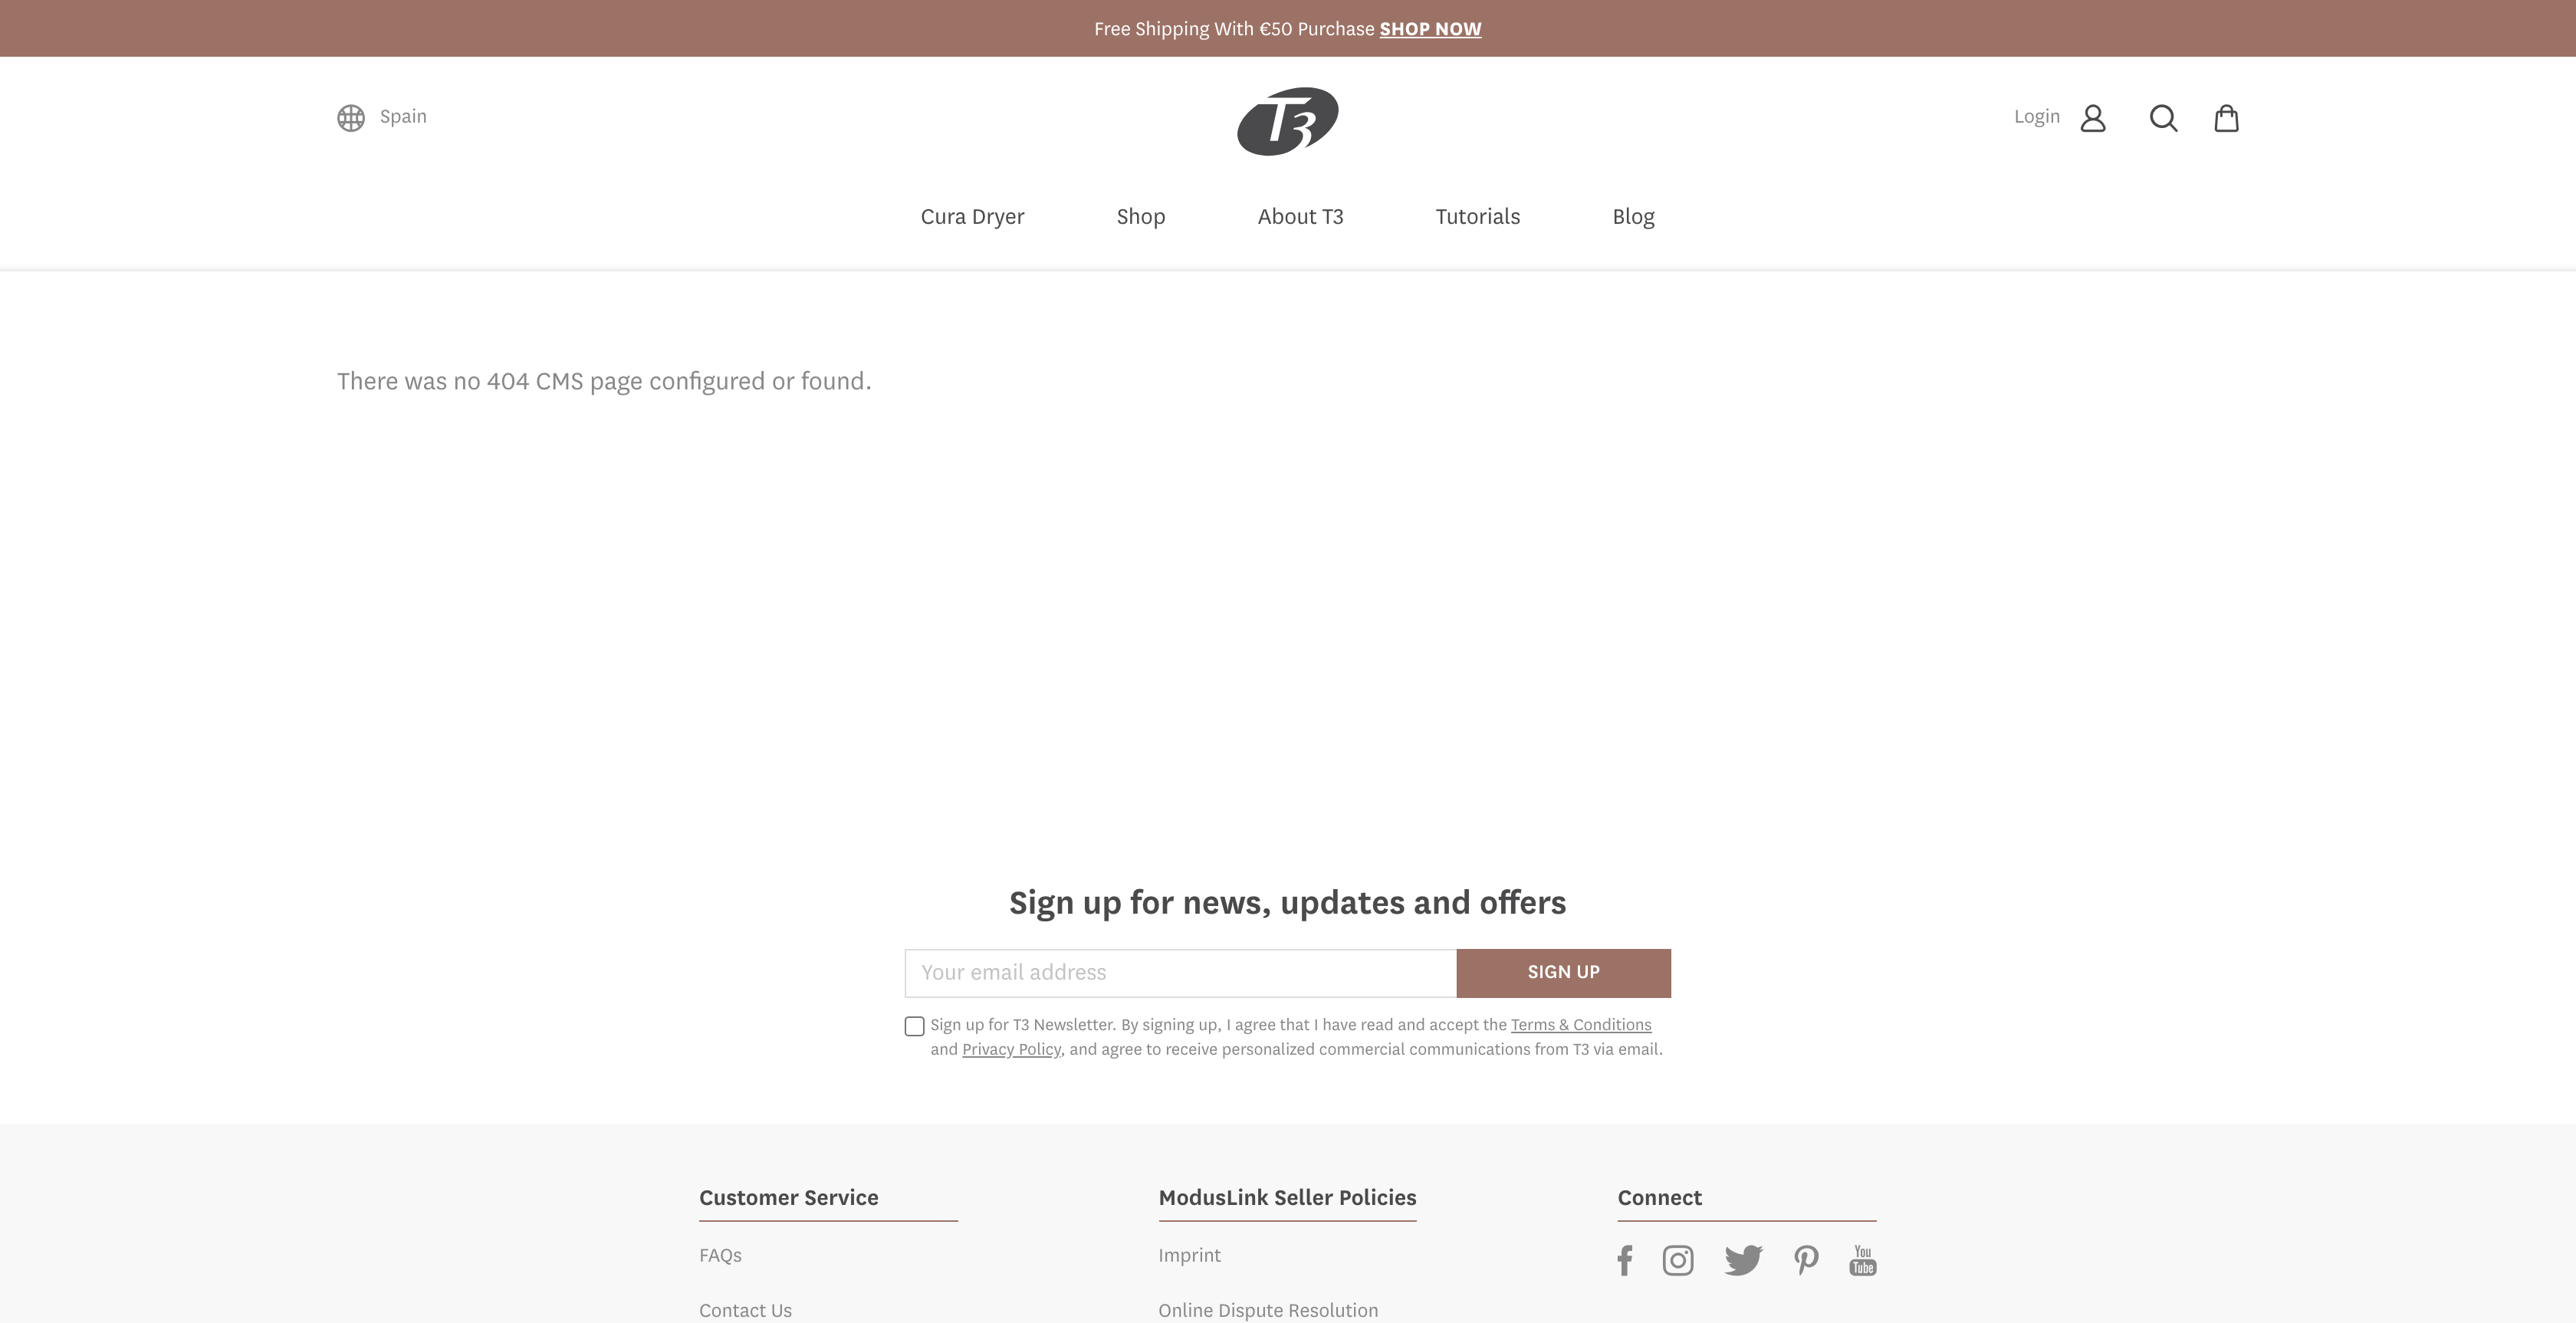 Free Shipping With €50 Purchase SHOP NOW
Spain
T3
Login
Cura Dryer
Shop
About T3
Tutorials
Blog
There was no 404 CMS page configured or found.
Sign up for news, updates and offers
Your email address
SIGN UP
Sign up for T3 Newsletter. By signing up, I agree that I have read and accept the Terms & Conditions
and Privacy Policy, and agree to receive personalized commercial communications from T3 via email.
Customer Service
FAQs
Contact Us
ModusLink Seller Policies
Imprint
Online Dispute Resolution
Connect
You
Tube